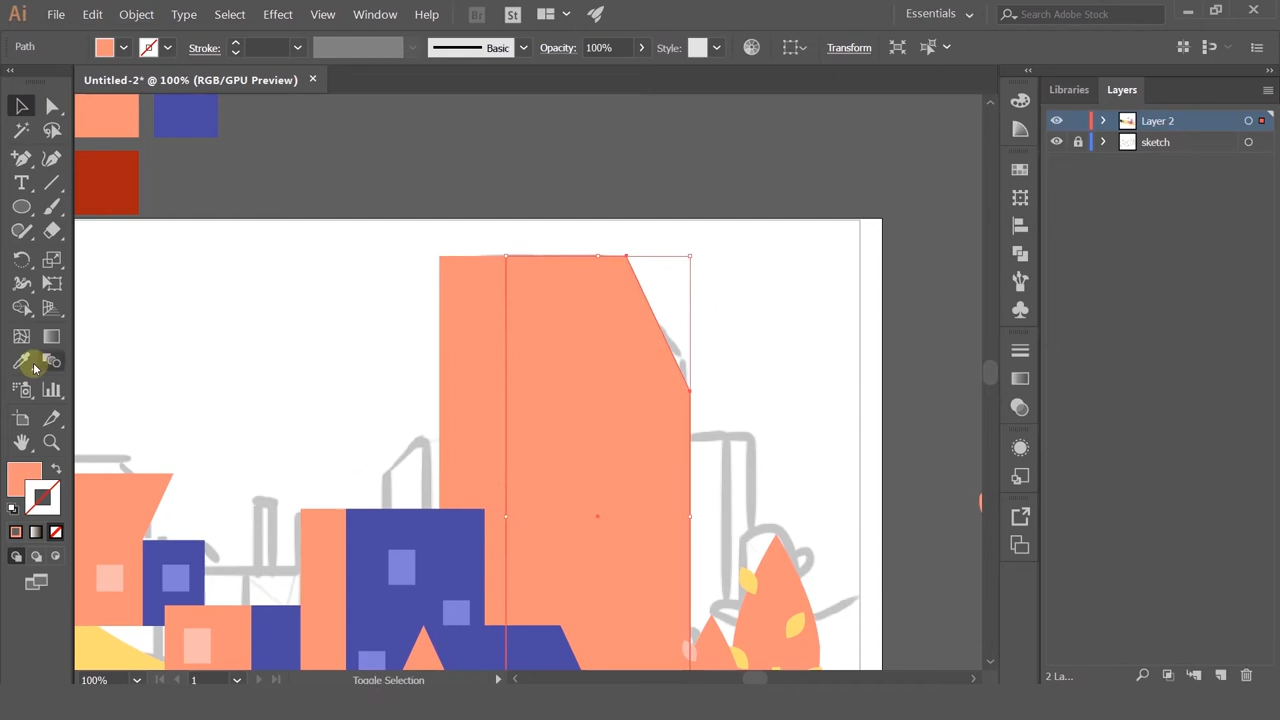 Ai File Edit Object Type Select Effect View Window Help Br St Essentials Search Adobe Stock
Path Stroke: Basic Opacity: 100% Style: Transform
Untitled-2* @ 100% (RGB/GPU Preview)
Libraries Layers
Layer 2
sketch
100% 1 Toggle Selection
2 La...